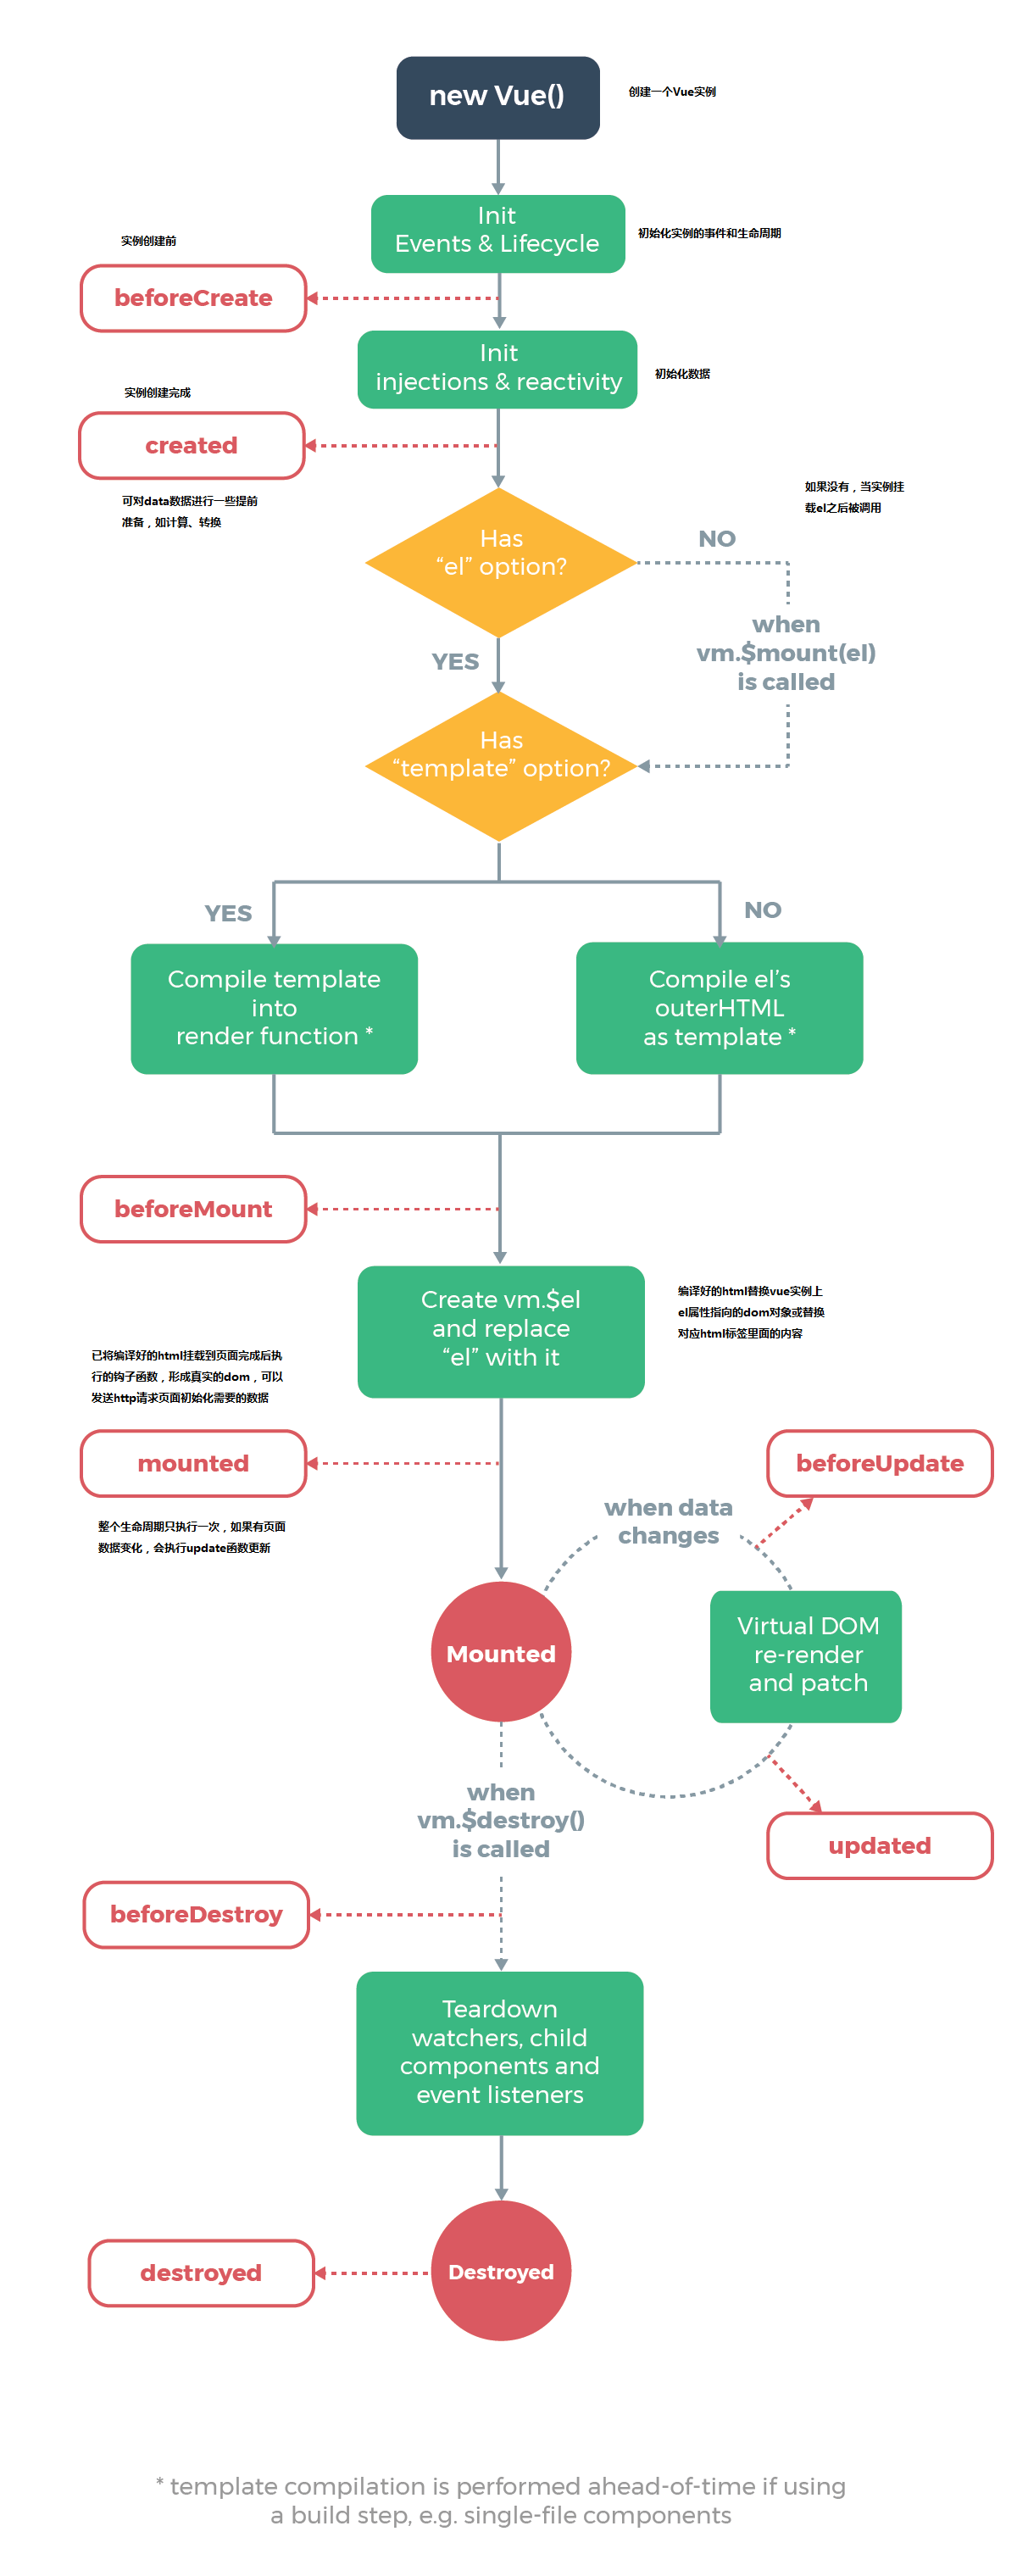 new Vue()
创建一个Vue实例
Init
Events & Lifecycle
初始化实例的事件和生命周期
实例创建前
beforeCreate
Init
injections & reactivity
初始化数据
实例创建完成
created
可对data数据进行一些提前
准备，如计算、转换
如果没有，当实例挂
载el之后被调用
Has
“el” option?
NO
when
vm.$mount(el)
is called
YES
Has
“template” option?
YES
NO
Compile template
into
render function *
Compile el’s
outerHTML
as template *
beforeMount
Create vm.$el
and replace
“el” with it
编译好的html替换vue实例上
el属性指向的dom对象或替换
对应html标签里面的内容
已将编译好的html挂载到页面完成后执
行的钩子函数，形成真实的dom，可以
发送http请求页面初始化需要的数据
mounted
整个生命周期只执行一次，如果有页面
数据变化，会执行update函数更新
beforeUpdate
when data
changes
Mounted
Virtual DOM
re-render
and patch
when
vm.$destroy()
is called
updated
beforeDestroy
Teardown
watchers, child
components and
event listeners
destroyed
Destroyed
* template compilation is performed ahead-of-time if using
a build step, e.g. single-file components